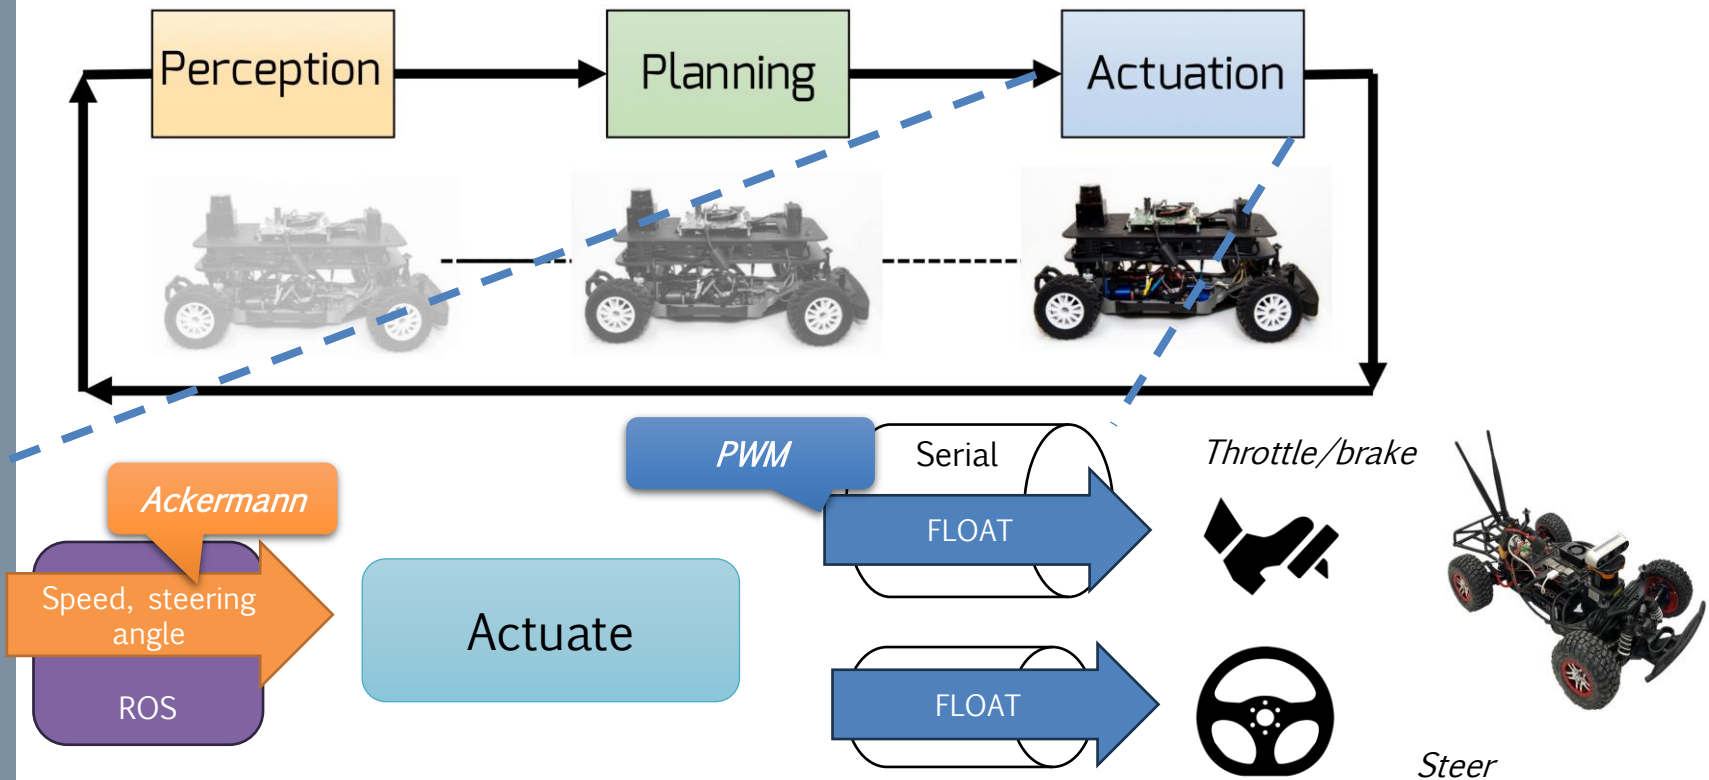 Perception
Planning
Actuation
PWM
Serial
Throttle/brake
Ackermann
FLOAT
Speed, steering
angle
Actuate
ROS
FLOAT
Steer